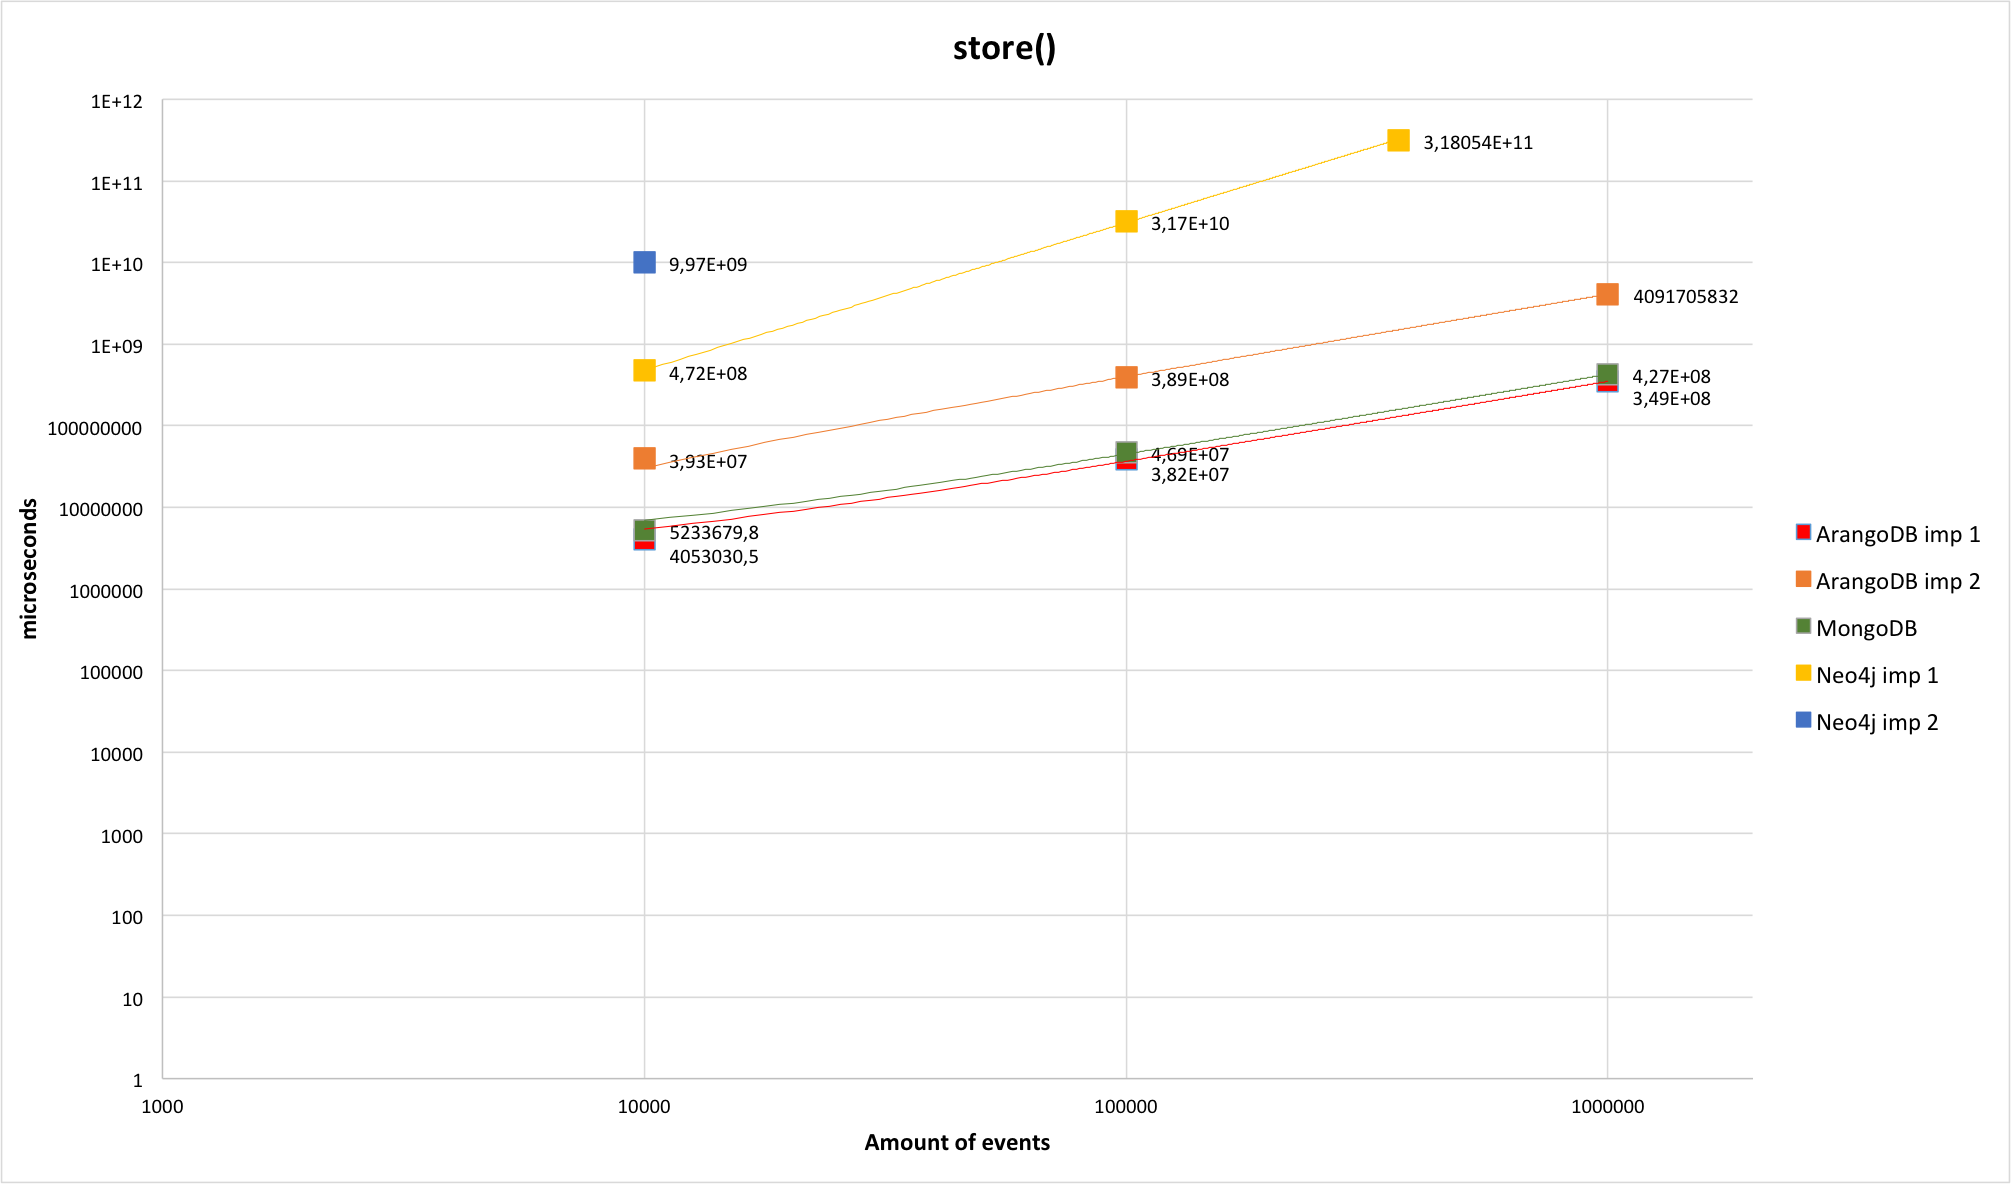 store()
1E+12
1E+11
1E+10
1E+09
100000000
10000000
1000000
100000
10000
1000
100
10
1
microseconds
3,18054E+11
3,17E+10
9,97E+09
4091705832
4,72E+08
3,89E+08
4,27E+08
3,49E+08
3,93E+07
4,69E+07
3,82E+07
5233679,8
4053030,5
1000
10000
100000
1000000
Amount of events
ArangoDB imp 1
ArangoDB imp 2
MongoDB
Neo4j imp 1
Neo4j imp 2